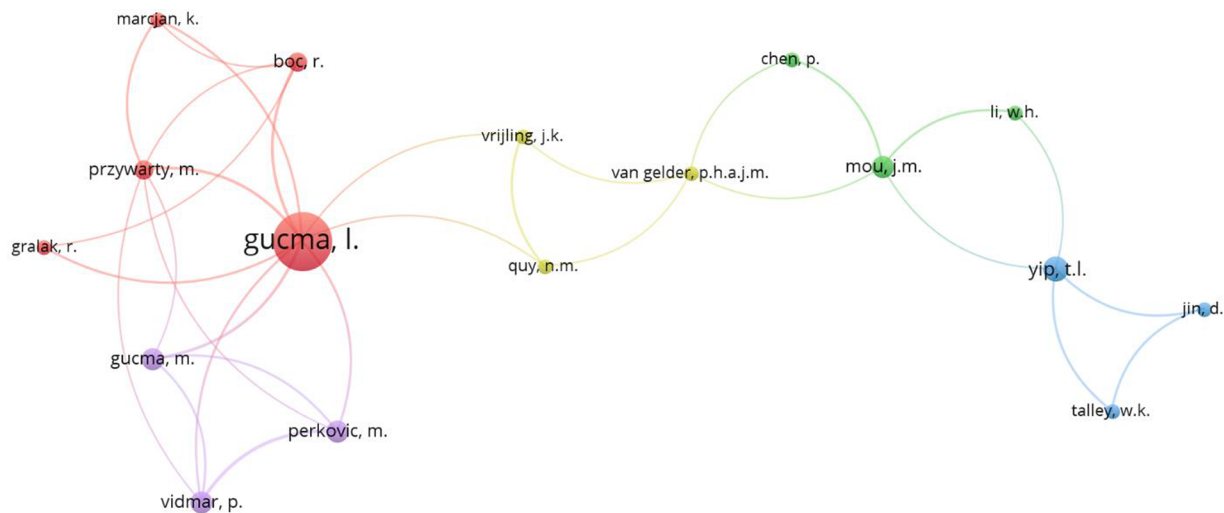 marcjan, k.
boc, r.
chen, p.
li, w.h.
vrijling, j.k.
przywarty, m.
van gelder, p.h.a.j.m.
mou, j.m.
gralak, r.
gucma, l.
quy, n.m.
yip, t.l.
jin, d.
gucma, m.
talley, w.k.
perkovic, m.
vidmar, p.